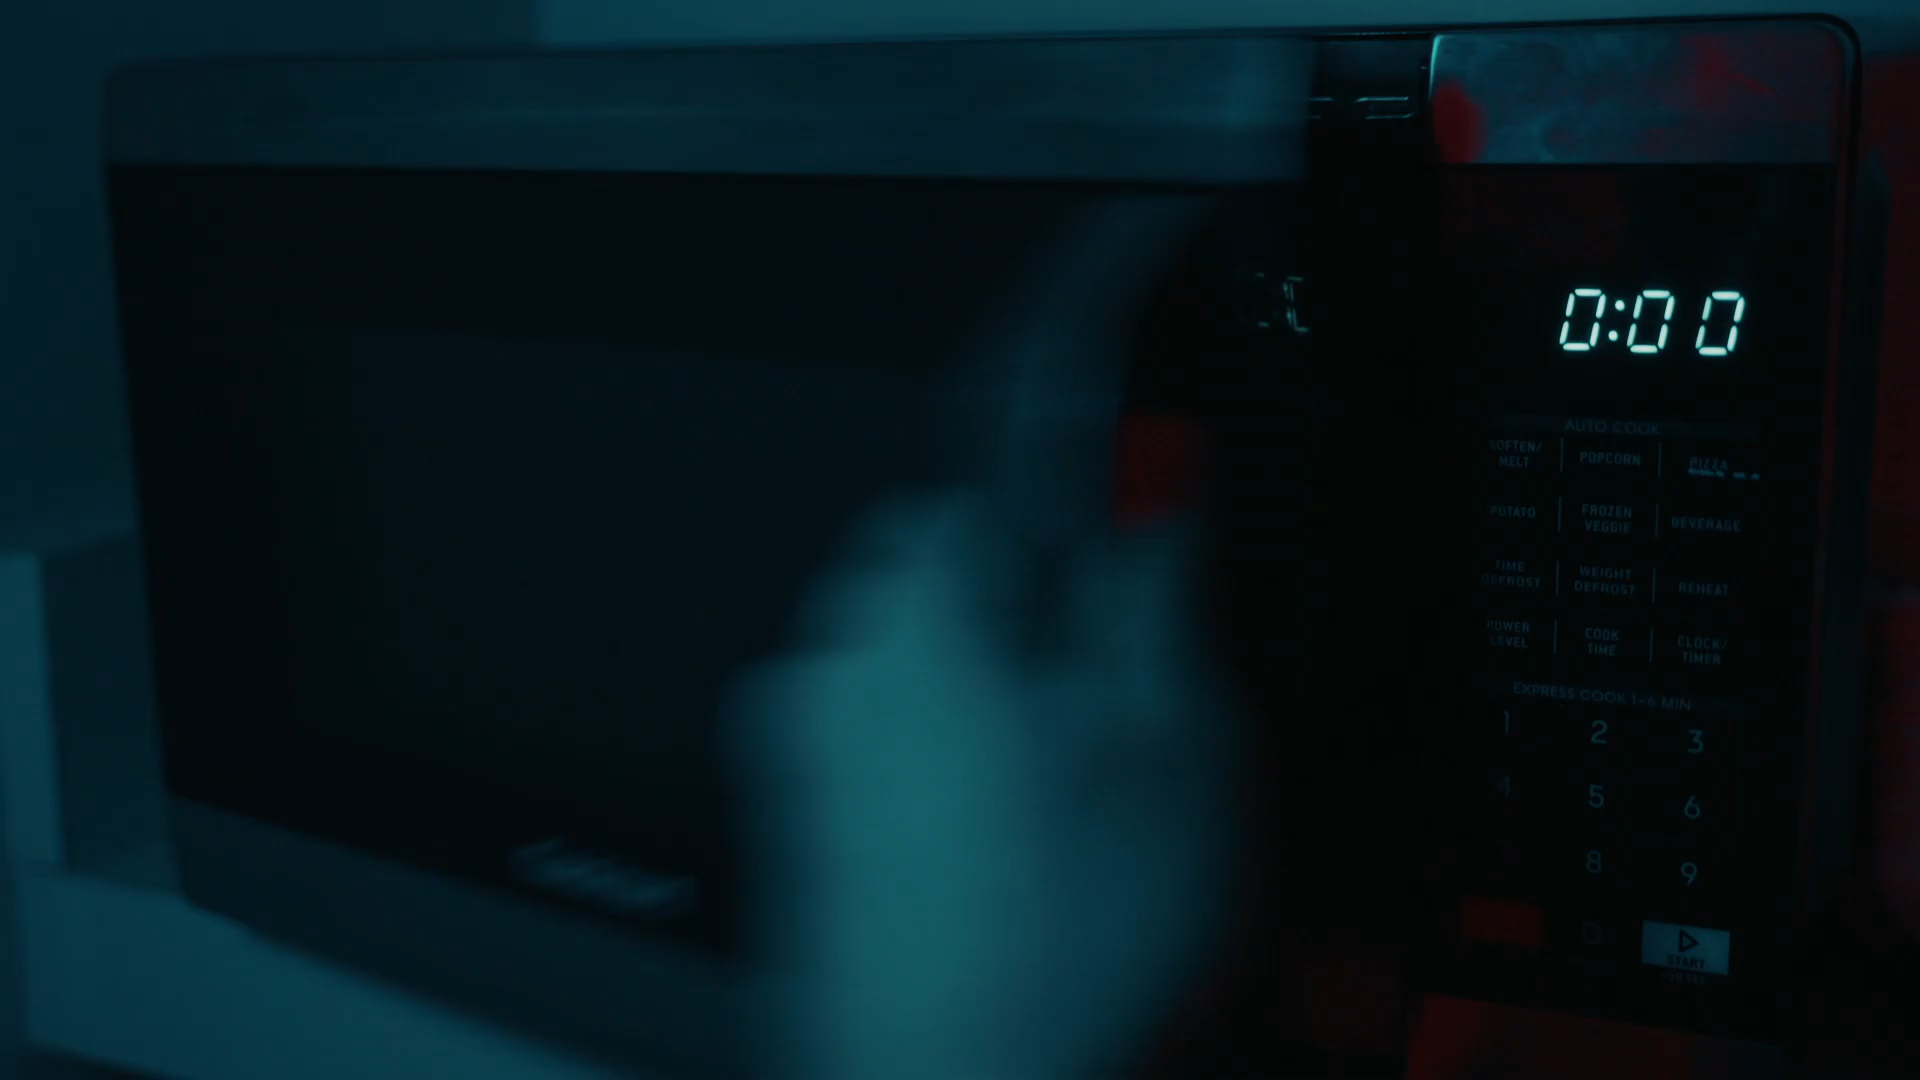 0:00
AUTO COOK
SOFTEN/
MELT
POPCORN
PIZZA
POTATO
FROZEN
VEGGIE
BEVERAGE
TIME
DEFROST
WEIGHT
DEFROST
REHEAT
POWER
LEVEL
COOK
TIME
CLOCK/
TIMER
EXPRESS COOK 1-6 MIN
1 2 3
4 5 6
8 9
0
START